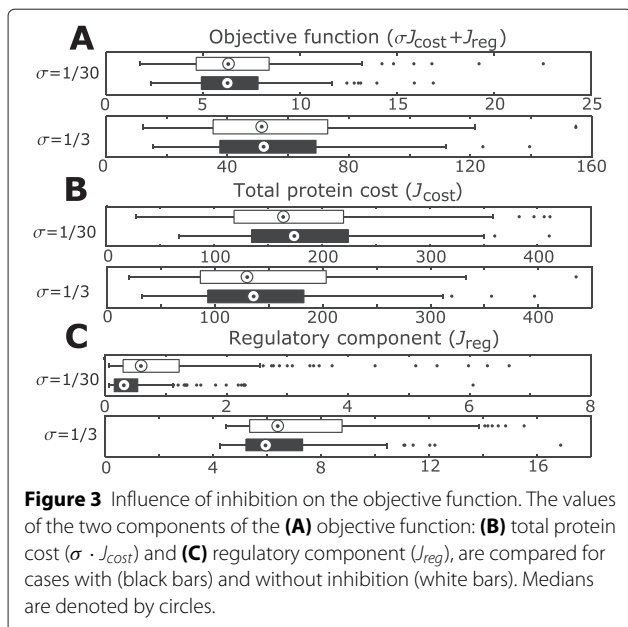 A
Objective function (σJcost+Jreg)
σ=1/30
0 5 10 15 20 25
σ=1/3
0 40 80 120 160
B
Total protein cost (Jcost)
σ=1/30
0 100 200 300 400
σ=1/3
0 100 200 300 400
C
Regulatory component (Jreg)
σ=1/30
0 2 4 6 8
σ=1/3
0 4 8 12 16
Figure 3 Influence of inhibition on the objective function. The values
of the two components of the (A) objective function: (B) total protein
cost (σ · Jcost) and (C) regulatory component (Jreg), are compared for
cases with (black bars) and without inhibition (white bars). Medians
are denoted by circles.